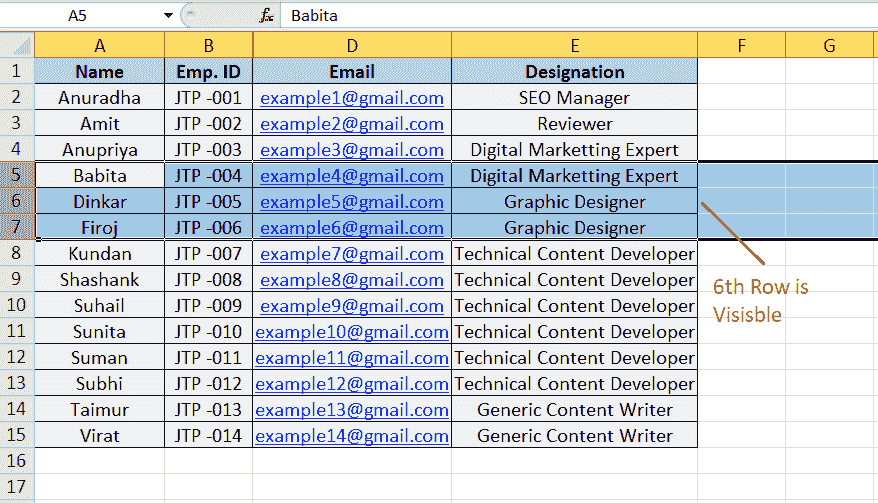 A5 fx Babita
A B D E F G
1 Name Emp. ID Email Designation
2 Anuradha JTP -001 example1@gmail.com SEO Manager
3 Amit JTP -002 example2@gmail.com Reviewer
4 Anupriya JTP -003 example3@gmail.com Digital Marketting Expert
5 Babita JTP -004 example4@gmail.com Digital Marketting Expert
6 Dinkar JTP -005 example5@gmail.com Graphic Designer
7 Firoj JTP -006 example6@gmail.com Graphic Designer
8 Kundan JTP -007 example7@gmail.com Technical Content Developer
9 Shashank JTP -008 example8@gmail.com Technical Content Developer
10 Suhail JTP -009 example9@gmail.com Technical Content Developer
11 Sunita JTP -010 example10@gmail.com Technical Content Developer
12 Suman JTP -011 example11@gmail.com Technical Content Developer
13 Subhi JTP -012 example12@gmail.com Technical Content Developer
14 Taimur JTP -013 example13@gmail.com Generic Content Writer
15 Virat JTP -014 example14@gmail.com Generic Content Writer
16
17
6th Row is
Visisble